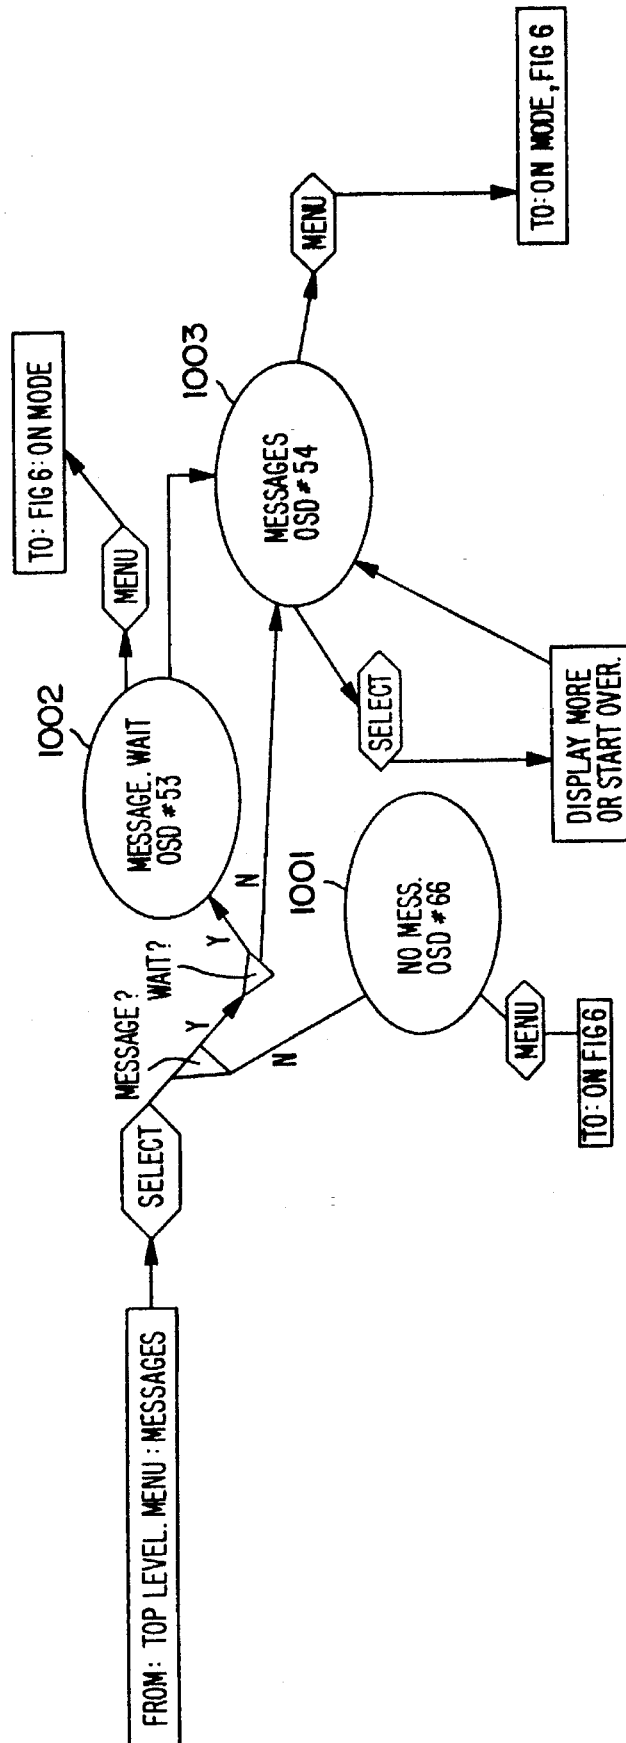 FROM: TOP LEVEL. MENU: MESSAGES
SELECT
MESSAGE?
Y
N
WAIT?
Y
N
1002
MESSAGE. WAIT
OSD #53
MENU
TO: FIG 6: ON MODE
1001
NO MESS.
OSD #66
MENU
TO: ON FIG 6
1003
MESSAGES
OSD #54
SELECT
DISPLAY MORE
OR START OVER.
MENU
TO: ON MODE, FIG 6